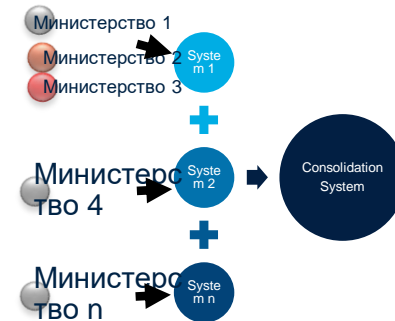 Министерство 1
Министерство 2
Министерство 3
Syste
m 1
Министерс
тво 4
Syste
m 2
Consolidation
System
Министерс
тво n
Syste
m n